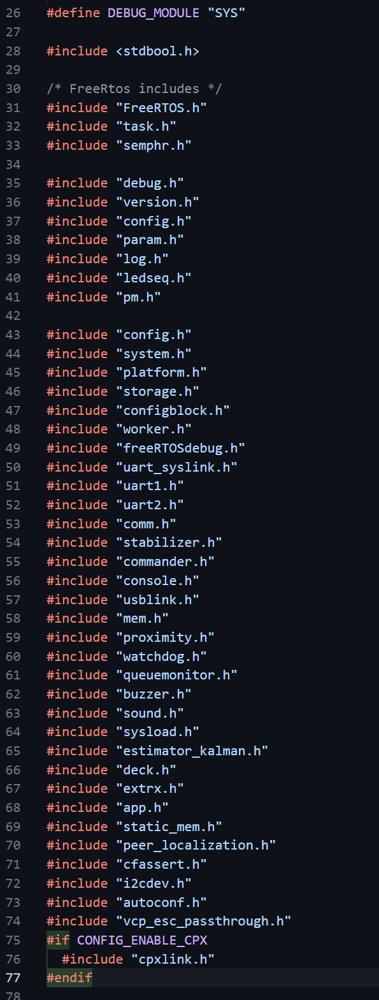 26 #define DEBUG_MODULE "SYS"
27
28 #include <stdbool.h>
29
30 /* FreeRtos includes */
31 #include "FreeRTOS.h"
32 #include "task.h"
33 #include "semphr.h"
34
35 #include "debug.h"
36 #include "version.h"
37 #include "config.h"
38 #include "param.h"
39 #include "log.h"
40 #include "ledseq.h"
41 #include "pm.h"
42
43 #include "config.h"
44 #include "system.h"
45 #include "platform.h"
46 #include "storage.h"
47 #include "configblock.h"
48 #include "worker.h"
49 #include "freeRTOSdebug.h"
50 #include "uart_syslink.h"
51 #include "uart1.h"
52 #include "uart2.h"
53 #include "comm.h"
54 #include "stabilizer.h"
55 #include "commander.h"
56 #include "console.h"
57 #include "usblink.h"
58 #include "mem.h"
59 #include "proximity.h"
60 #include "watchdog.h"
61 #include "queuemonitor.h"
62 #include "buzzer.h"
63 #include "sound.h"
64 #include "sysload.h"
65 #include "estimator_kalman.h"
66 #include "deck.h"
67 #include "extrx.h"
68 #include "app.h"
69 #include "static_mem.h"
70 #include "peer_localization.h"
71 #include "cfassert.h"
72 #include "i2cdev.h"
73 #include "autoconf.h"
74 #include "vcp_esc_passthrough.h"
75 #if CONFIG_ENABLE_CPX
76   #include "cpxlink.h"
77 #endif
78